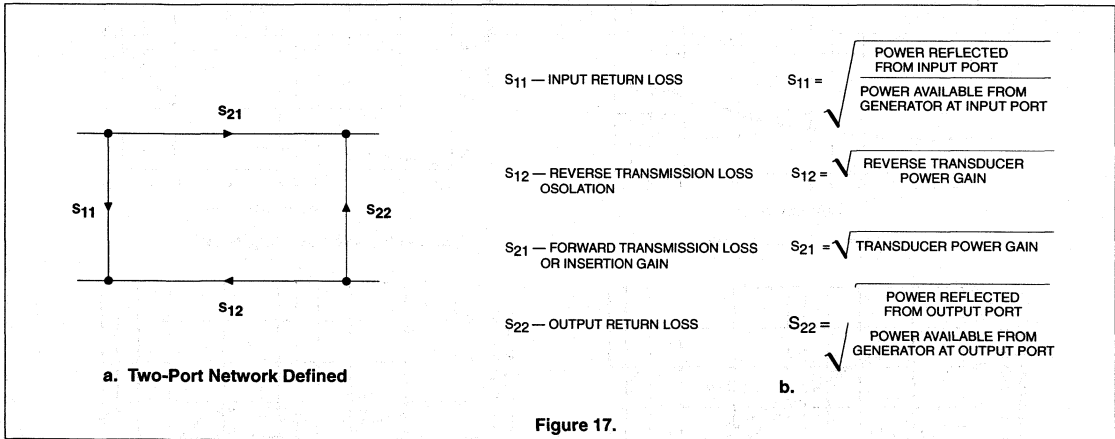 S21
S11
S22
S12
a. Two-Port Network Defined
S11 — INPUT RETURN LOSS
S11 = √ POWER REFLECTED
FROM INPUT PORT
POWER AVAILABLE FROM
GENERATOR AT INPUT PORT
S12 — REVERSE TRANSMISSION LOSS
OSOLATION
S12 = √ REVERSE TRANSDUCER
POWER GAIN
S21 — FORWARD TRANSMISSION LOSS
OR INSERTION GAIN
S21 = √ TRANSDUCER POWER GAIN
S22 — OUTPUT RETURN LOSS
S22 = √ POWER REFLECTED
FROM OUTPUT PORT
POWER AVAILABLE FROM
GENERATOR AT OUTPUT PORT
b.
Figure 17.